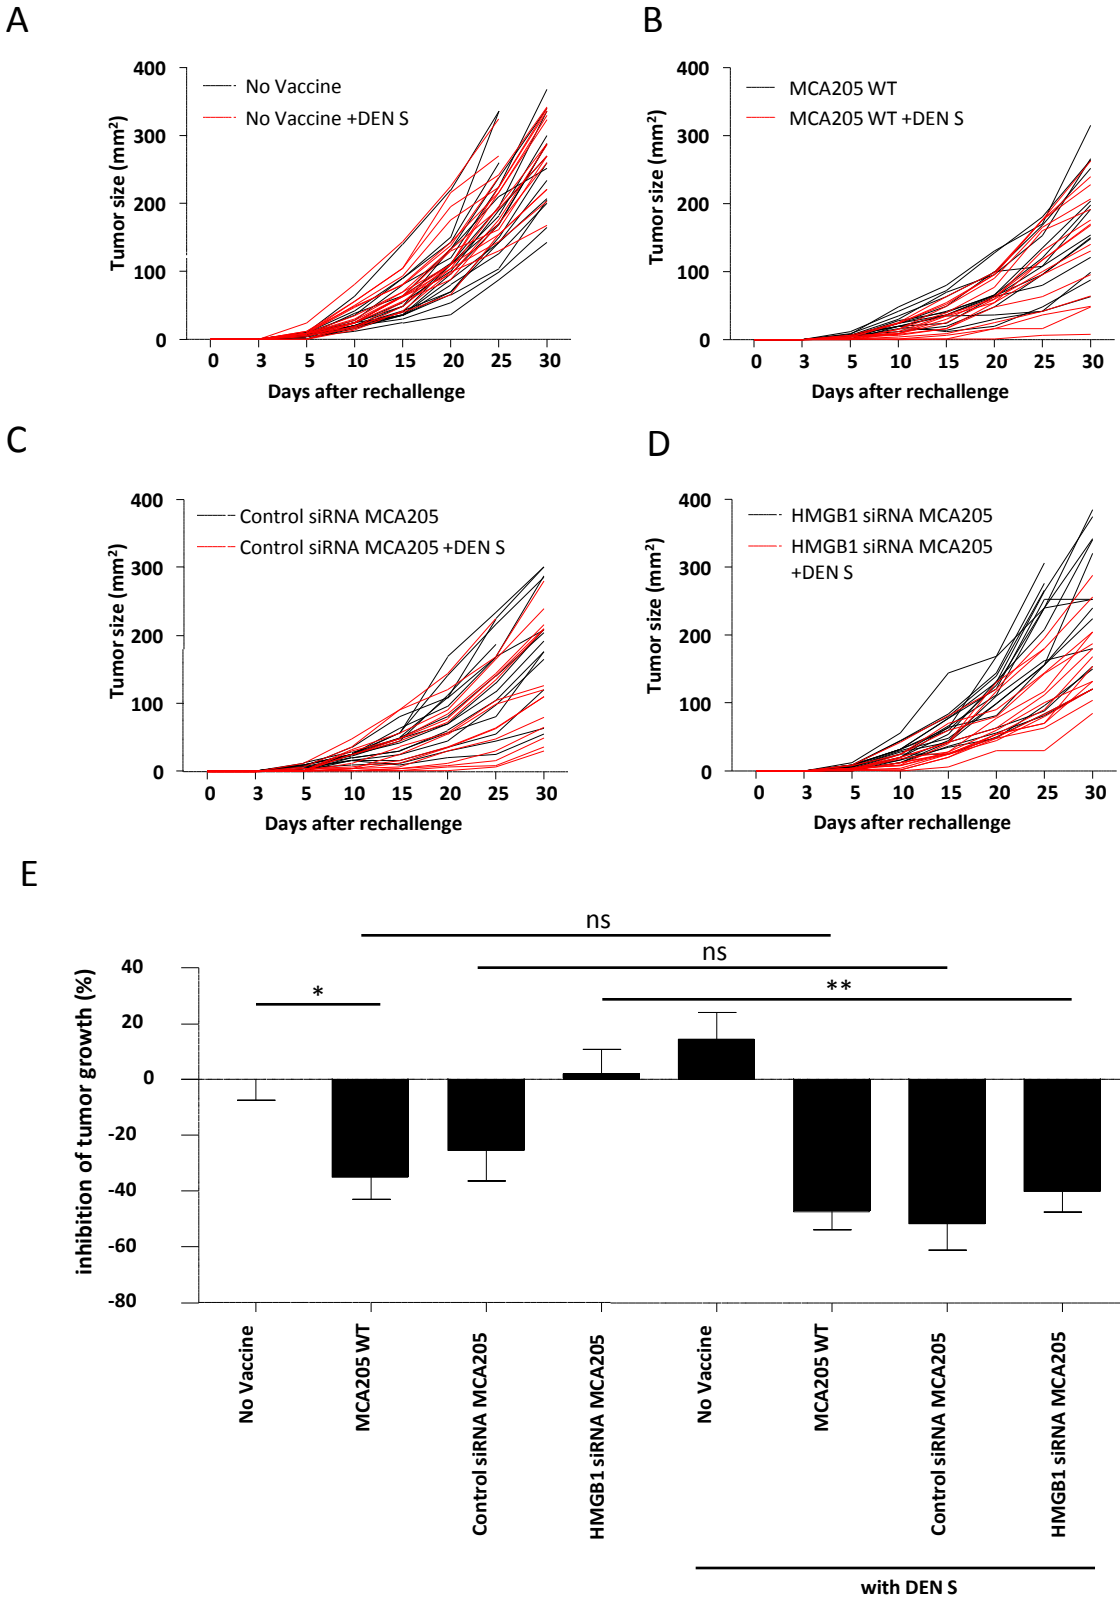 A
B
400
300
200
100
0
Tumor size (mm²)
No Vaccine
No Vaccine +DEN S
0 3 5 10 15 20 25 30
Days after rechallenge
400
300
200
100
0
Tumor size (mm²)
MCA205 WT
MCA205 WT +DEN S
0 3 5 10 15 20 25 30
Days after rechallenge
C
D
400
300
200
100
0
Tumor size (mm²)
Control siRNA MCA205
Control siRNA MCA205 +DEN S
0 3 5 10 15 20 25 30
Days after rechallenge
400
300
200
100
0
Tumor size (mm²)
HMGB1 siRNA MCA205
HMGB1 siRNA MCA205
+DEN S
0 3 5 10 15 20 25 30
Days after rechallenge
E
ns
ns
*
**
40
20
0
-20
-40
-60
-80
inhibition of tumor growth (%)
No Vaccine
MCA205 WT
Control siRNA MCA205
HMGB1 siRNA MCA205
No Vaccine
MCA205 WT
Control siRNA MCA205
HMGB1 siRNA MCA205
with DEN S